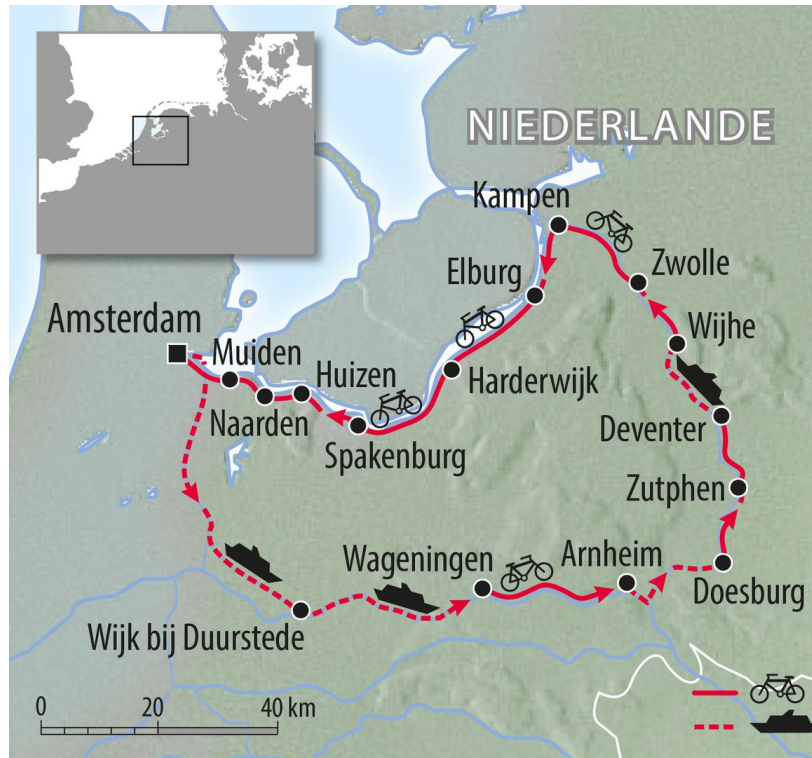 NIEDERLANDE
Kampen
Zwolle
Elburg
Amsterdam
Wijhe
Muiden
Huizen
Harderwijk
Naarden
Deventer
Spakenburg
Zutphen
Wageningen
Arnheim
Doesburg
Wijk bij Duurstede
0 20 40 km